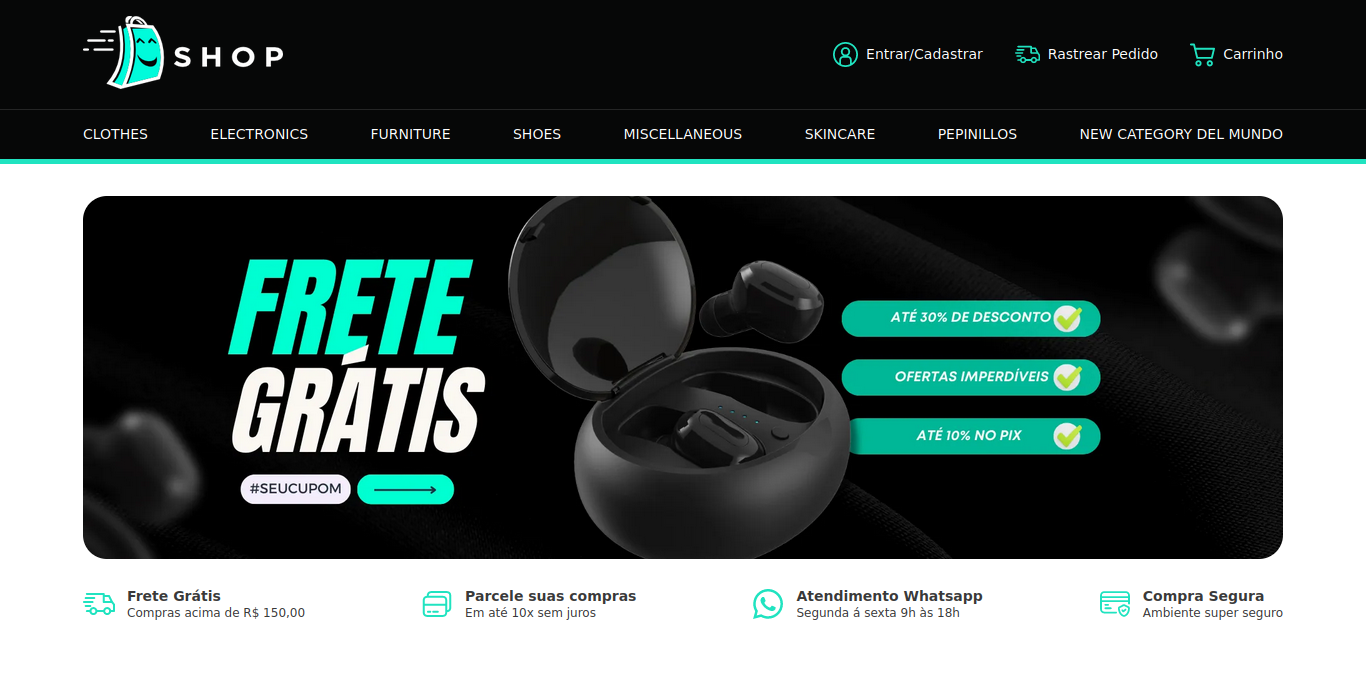 SHOP
Entrar/Cadastrar
Rastrear Pedido
Carrinho
CLOTHES
ELECTRONICS
FURNITURE
SHOES
MISCELLANEOUS
SKINCARE
PEPINILLOS
NEW CATEGORY DEL MUNDO
FRETE
GRÁTIS
#SEUCUPOM
ATÉ 30% DE DESCONTO
OFERTAS IMPERDÍVEIS
ATÉ 10% NO PIX
Frete Grátis
Compras acima de R$ 150,00
Parcele suas compras
Em até 10x sem juros
Atendimento Whatsapp
Segunda á sexta 9h às 18h
Compra Segura
Ambiente super seguro